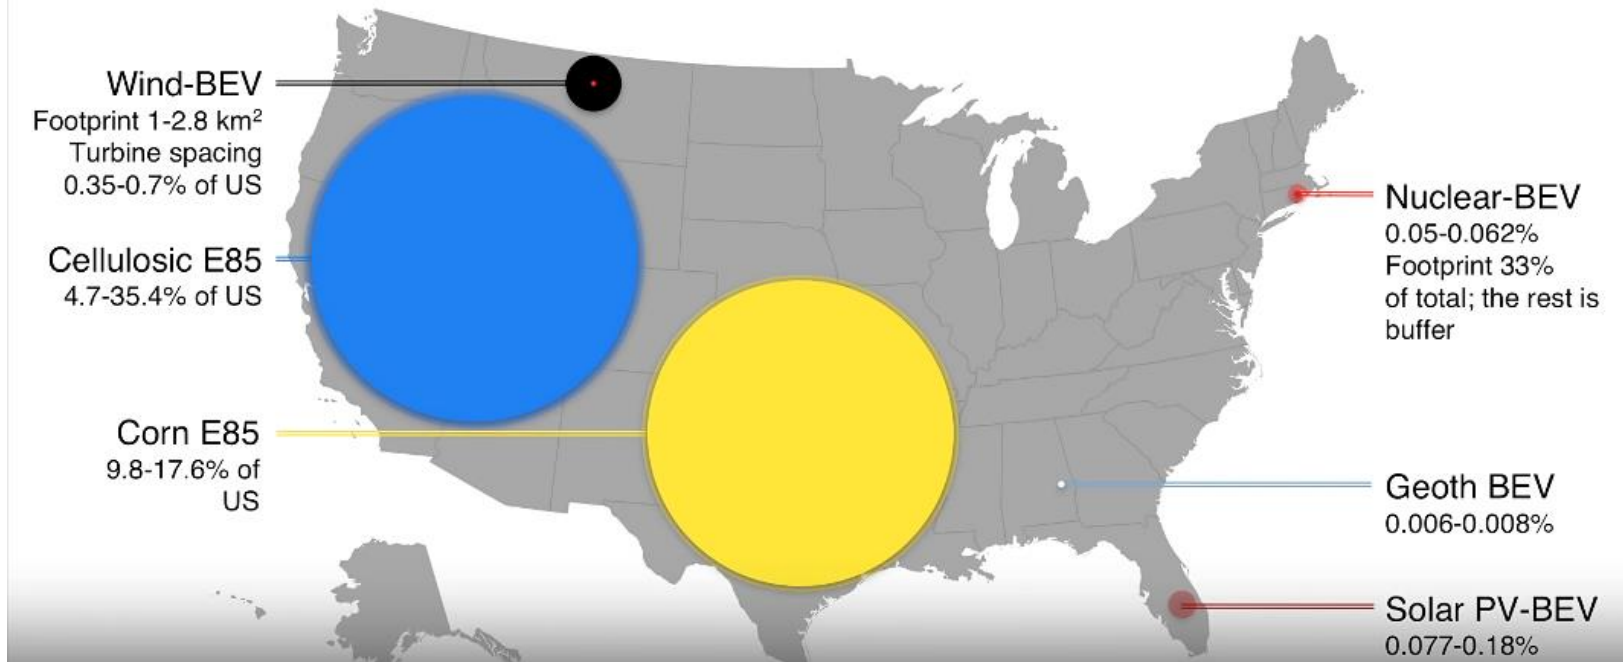 Wind-BEV
Footprint 1-2.8 km²
Turbine spacing
0.35-0.7% of US
Cellulosic E85
4.7-35.4% of US
Corn E85
9.8-17.6% of
US
Nuclear-BEV
0.05-0.062%
Footprint 33%
of total; the rest is
buffer
Geoth BEV
0.006-0.008%
Solar PV-BEV
0.077-0.18%